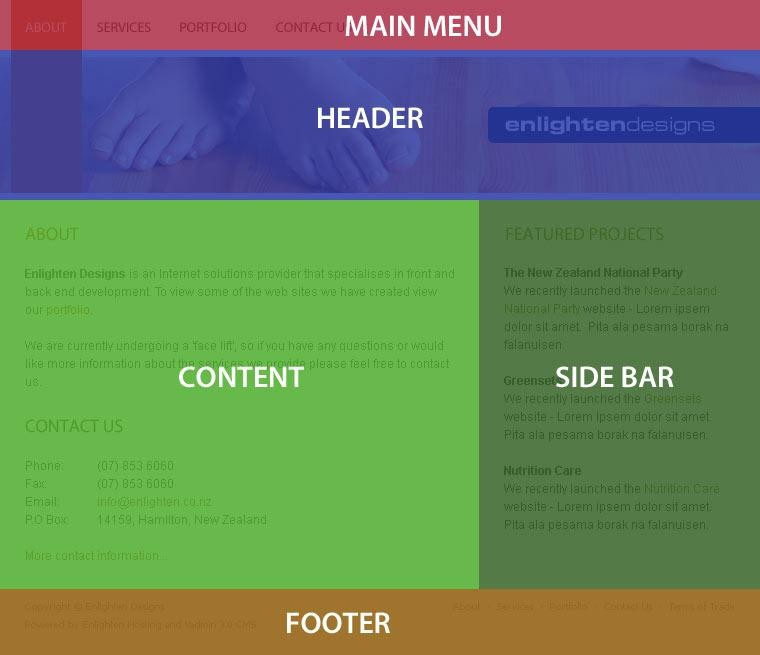 ABOUT SERVICES PORTFOLIO CONTACT U
MAIN MENU
HEADER
enlightendesigns
ABOUT
Enlighten Designs is an Internet solutions provider that specialises in front and
back end development. To view some of the web sites we have created view
our portfolio.
We are currently undergoing a 'face lift', so if you have any questions or would
like more information about the services we provide please feel free to contact
us.
CONTENT
CONTACT US
Phone: (07) 853 6060
Fax: (07) 853 6060
Email: info@enlighten.co.nz
P.O Box: 14159, Hamilton, New Zealand
More contact information...
FEATURED PROJECTS
The New Zealand National Party
We recently launched the New Zealand
National Party website - Lorem ipsem
dolor sit amet. Pita ala pesama borak na
falanuisen.
SIDE BAR
Greensets
We recently launched the Greensets
website - Lorem ipsem dolor sit amet.
Pita ala pesama borak na falanuisen.
Nutrition Care
We recently launched the Nutrition Care
website - Lorem ipsem dolor sit amet.
Pita ala pesama borak na falanuisen.
Copyright © Enlighten Designs
Powered by Enlighten Hosting and Vadmin 3.0 CMS
About · Services · Portfolio · Contact Us · Terms of Trade
FOOTER